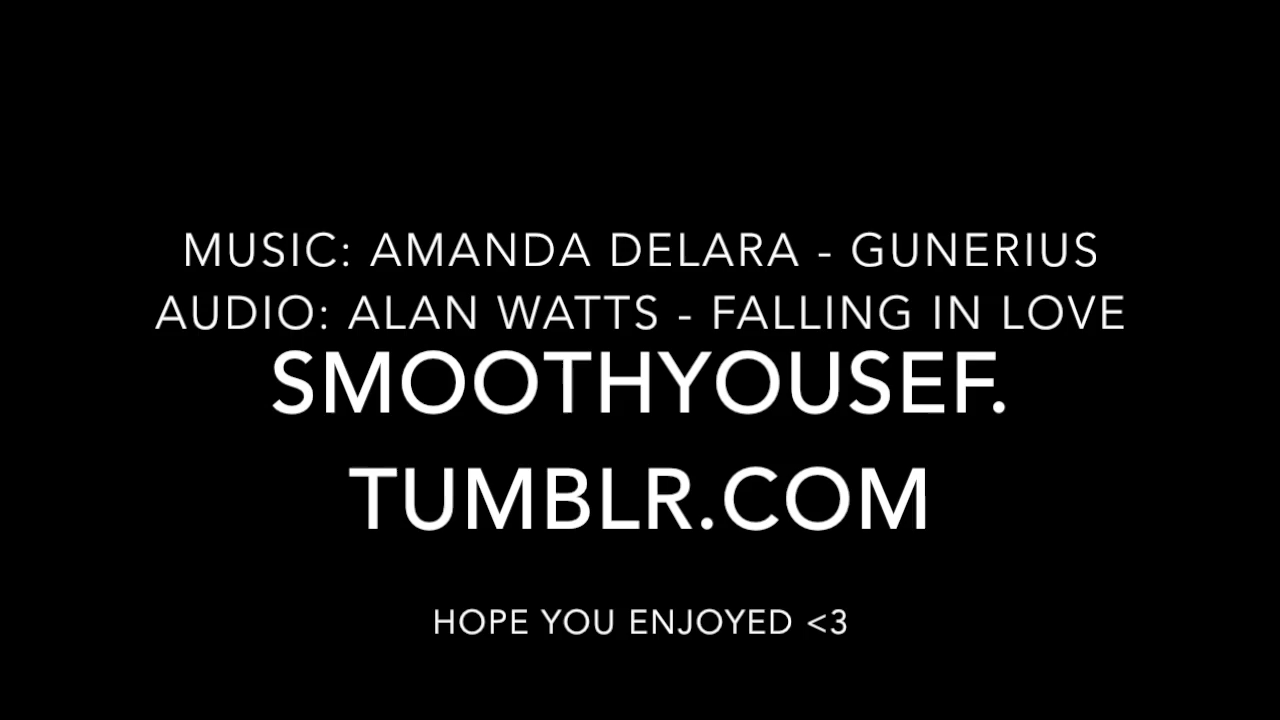 MUSIC: AMANDA DELARA - GUNERIUS
AUDIO: ALAN WATTS - FALLING IN LOVE
SMOOTHYOUSEF.
TUMBLR.COM
HOPE YOU ENJOYED <3